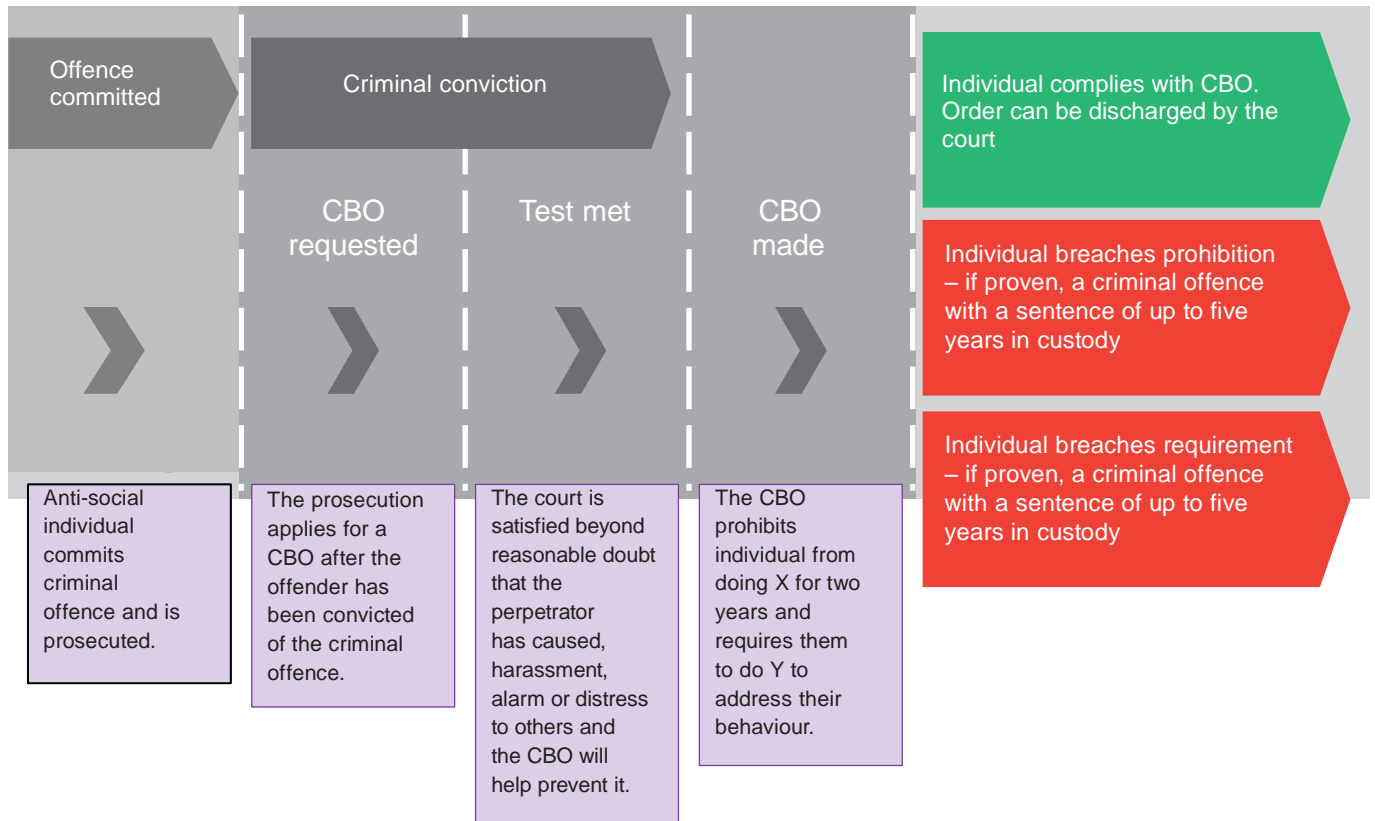 Offence
committed
Criminal conviction
CBO
requested
Test met
CBO
made
Individual complies with CBO.
Order can be discharged by the
court
Individual breaches prohibition
– if proven, a criminal offence
with a sentence of up to five
years in custody
Individual breaches requirement
– if proven, a criminal offence
with a sentence of up to five
years in custody
Anti-social
individual
commits
criminal
offence and is
prosecuted.
The prosecution
applies for a
CBO after the
offender has
been convicted
of the criminal
offence.
The court is
satisfied beyond
reasonable doubt
that the
perpetrator
has caused,
harassment,
alarm or distress
to others and
the CBO will
help prevent it.
The CBO
prohibits
individual from
doing X for two
years and
requires them
to do Y to
address their
behaviour.